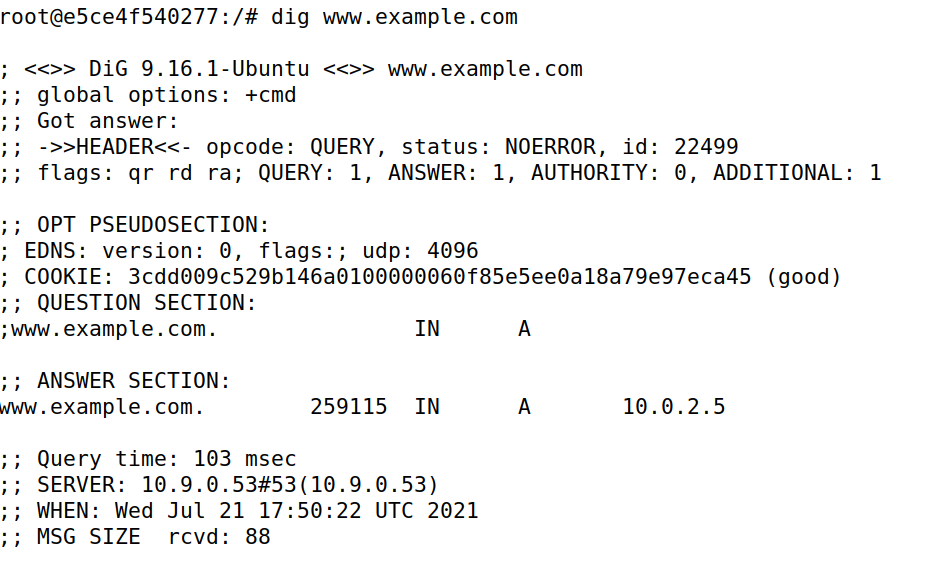 root@e5ce4f540277:/# dig www.example.com
; <<>> DiG 9.16.1-Ubuntu <<>> www.example.com
;; global options: +cmd
;; Got answer:
;; ->>HEADER<<- opcode: QUERY, status: NOERROR, id: 22499
;; flags: qr rd ra; QUERY: 1, ANSWER: 1, AUTHORITY: 0, ADDITIONAL: 1
;; OPT PSEUDOSECTION:
; EDNS: version: 0, flags:; udp: 4096
; COOKIE: 3cdd009c529b146a0100000060f85e5ee0a18a79e97eca45 (good)
;; QUESTION SECTION:
;www.example.com. IN A
;; ANSWER SECTION:
www.example.com. 259115 IN A 10.0.2.5
;; Query time: 103 msec
;; SERVER: 10.9.0.53#53(10.9.0.53)
;; WHEN: Wed Jul 21 17:50:22 UTC 2021
;; MSG SIZE  rcvd: 88